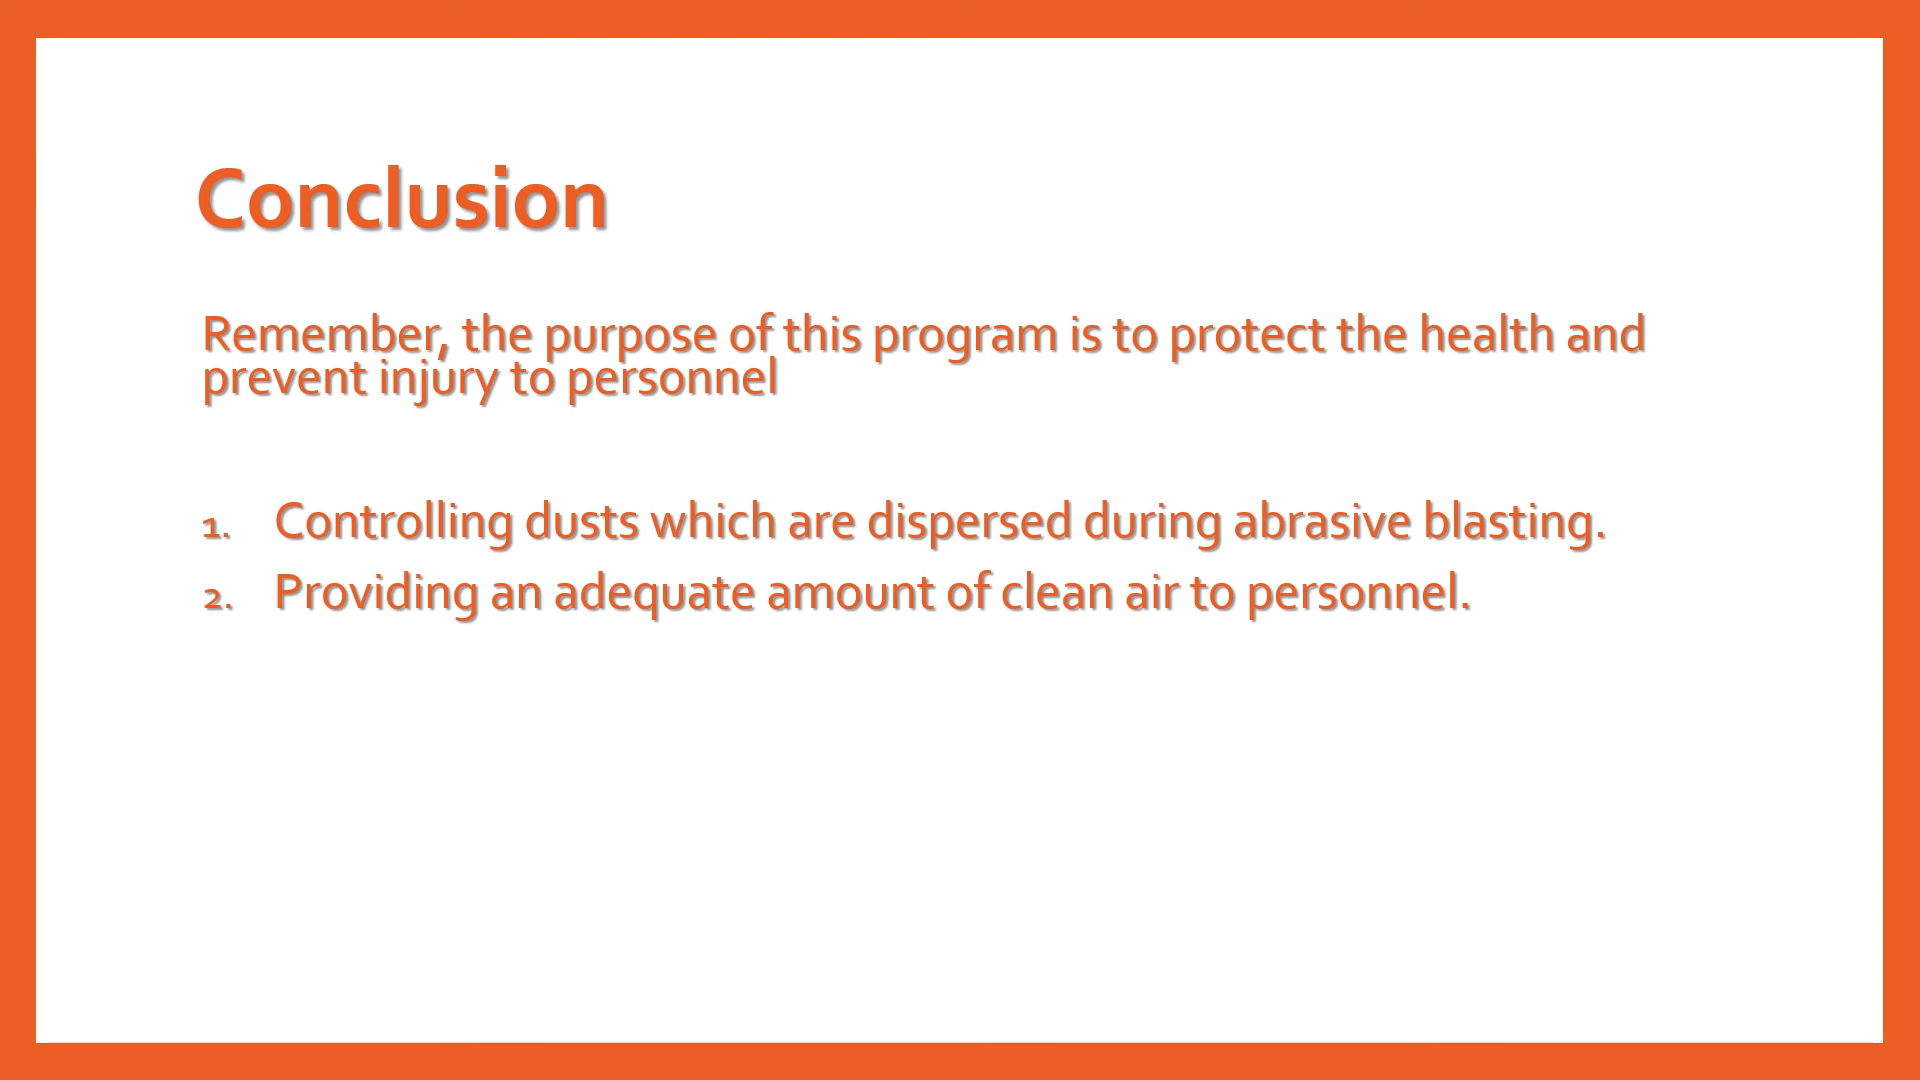 Conclusion
Remember, the purpose of this program is to protect the health and
prevent injury to personnel
1. Controlling dusts which are dispersed during abrasive blasting.
2. Providing an adequate amount of clean air to personnel.